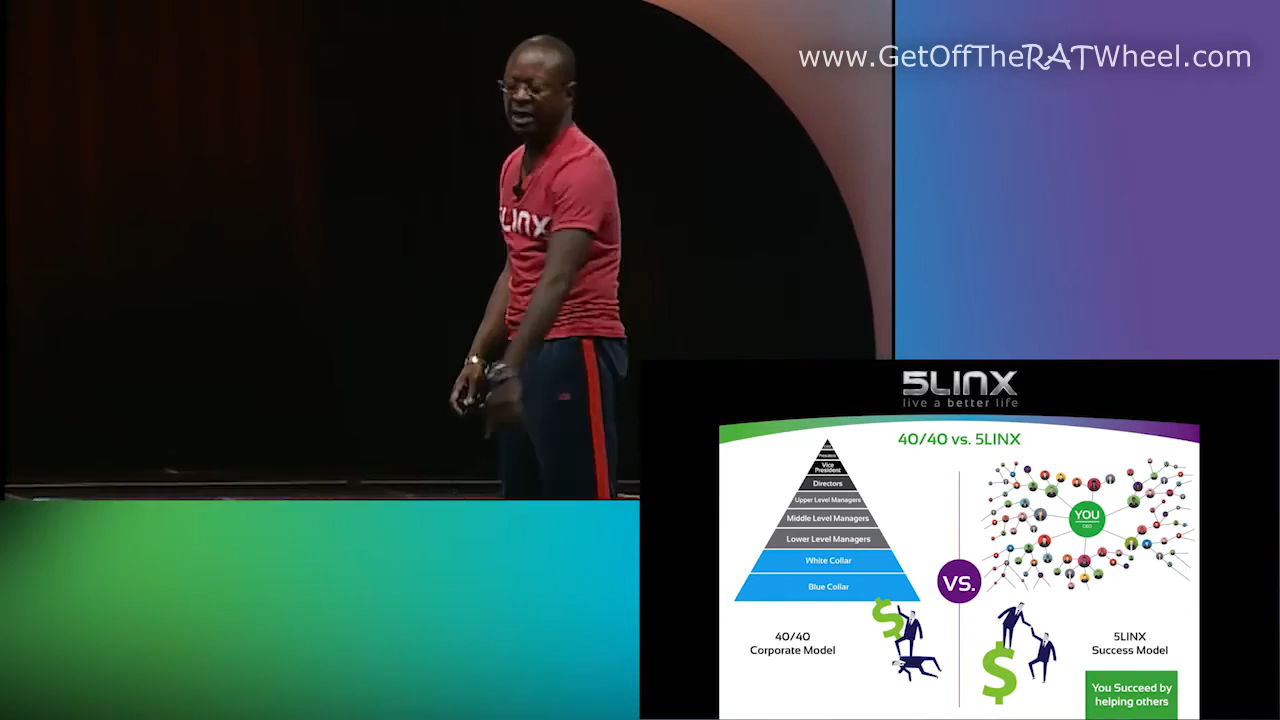 www.GetOffTheRATWheel.com
5LINX
5LINX
live a better life
40/40 vs. 5LINX
President
Vice
President
Directors
Upper Level Managers
Middle Level Managers
Lower Level Managers
White Collar
Blue Collar
YOU
CEO
VS.
$
$
40/40
Corporate Model
5LINX
Success Model
You Succeed by
helping others